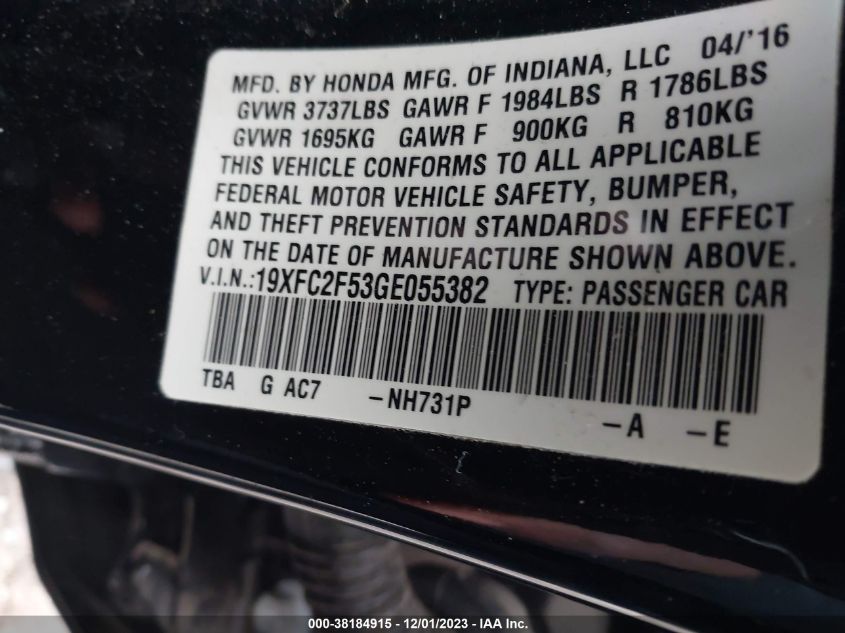 MFD. BY HONDA MFG. OF INDIANA, LLC 04/'16
GVWR 3737LBS GAWR F 1984LBS R 1786LBS
GVWR 1695KG GAWR F 900KG R 810KG
THIS VEHICLE CONFORMS TO ALL APPLICABLE
FEDERAL MOTOR VEHICLE SAFETY, BUMPER,
AND THEFT PREVENTION STANDARDS IN EFFECT
ON THE DATE OF MANUFACTURE SHOWN ABOVE.
V.I.N.:19XFC2F53GE055382 TYPE: PASSENGER CAR
TBA G AC7 -NH731P -A -E
000-38184915 - 12/01/2023 - IAAI.com.